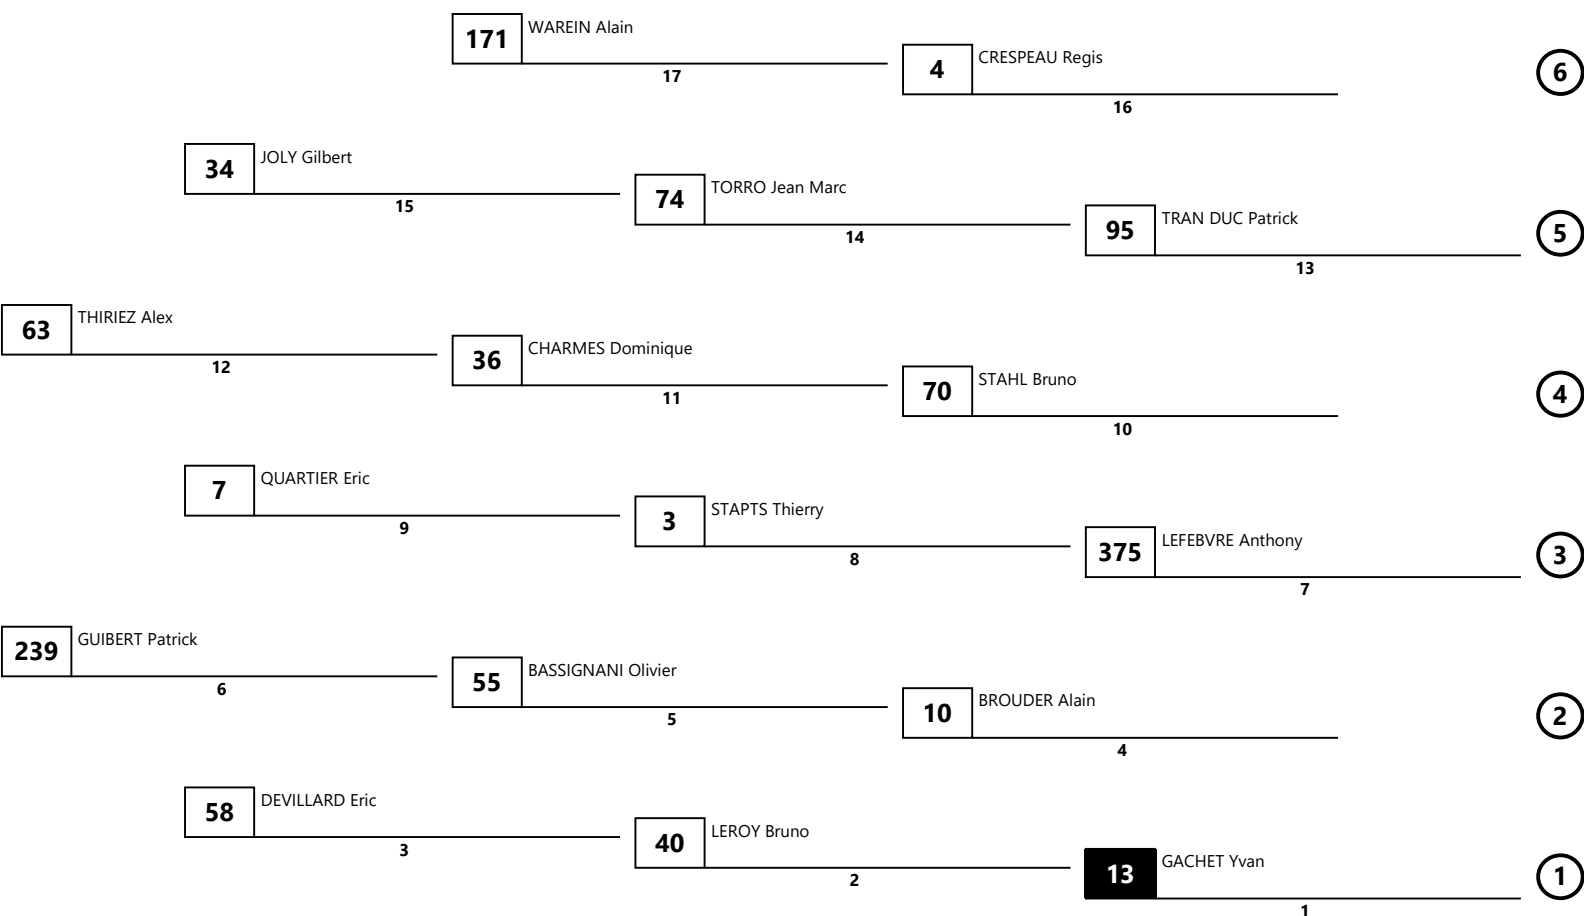 171 WAREIN Alain
17
4 CRESPEAU Regis
16
6
34 JOLY Gilbert
15
74 TORRO Jean Marc
14
95 TRAN DUC Patrick
13
5
63 THIRIEZ Alex
12
36 CHARMES Dominique
11
70 STAHL Bruno
10
4
7 QUARTIER Eric
9
3 STAPTS Thierry
8
375 LEFEBVRE Anthony
7
3
239 GUIBERT Patrick
6
55 BASSIGNANI Olivier
5
10 BROUDER Alain
4
2
58 DEVILLARD Eric
3
40 LEROY Bruno
2
13 GACHET Yvan
1
1